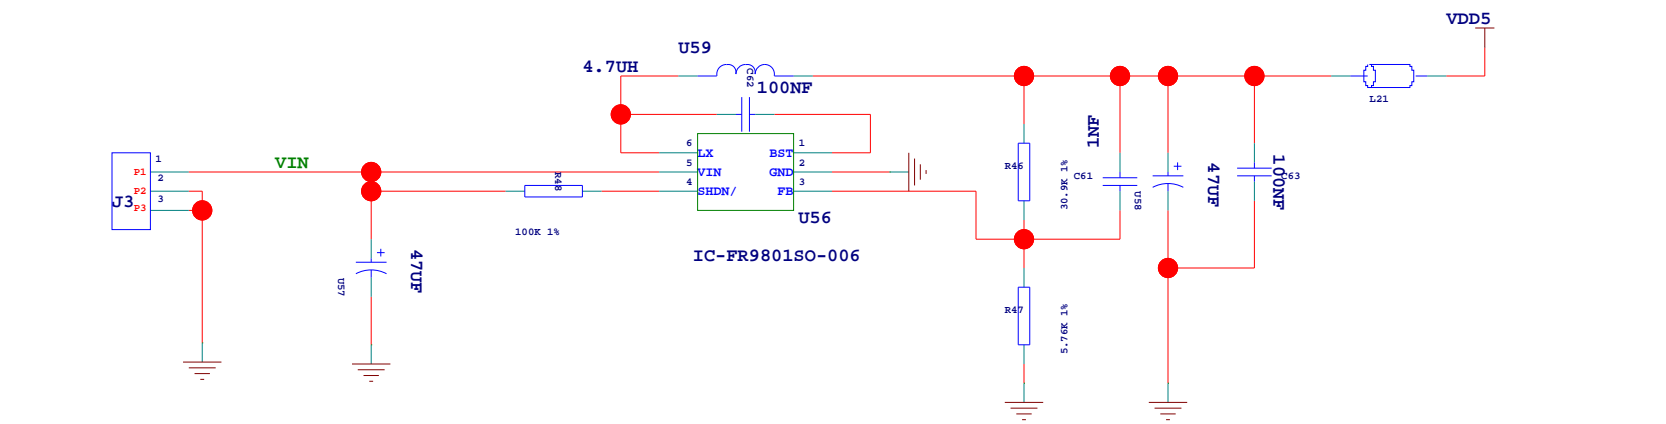 VDD5
U59
4.7UH
C62
100NF
L21
1NF
6
LX
BST
1
5
VIN
GND
2
4
SHDN/
FB
3
U56
IC-FR9801SO-006
VIN
1
P1
2
P2
3
P3
J3
R48
100K 1%
R46
30.9K 1%
C61
U58
+
47UF
100NF
C63
+
47UF
U57
R47
5.76K 1%